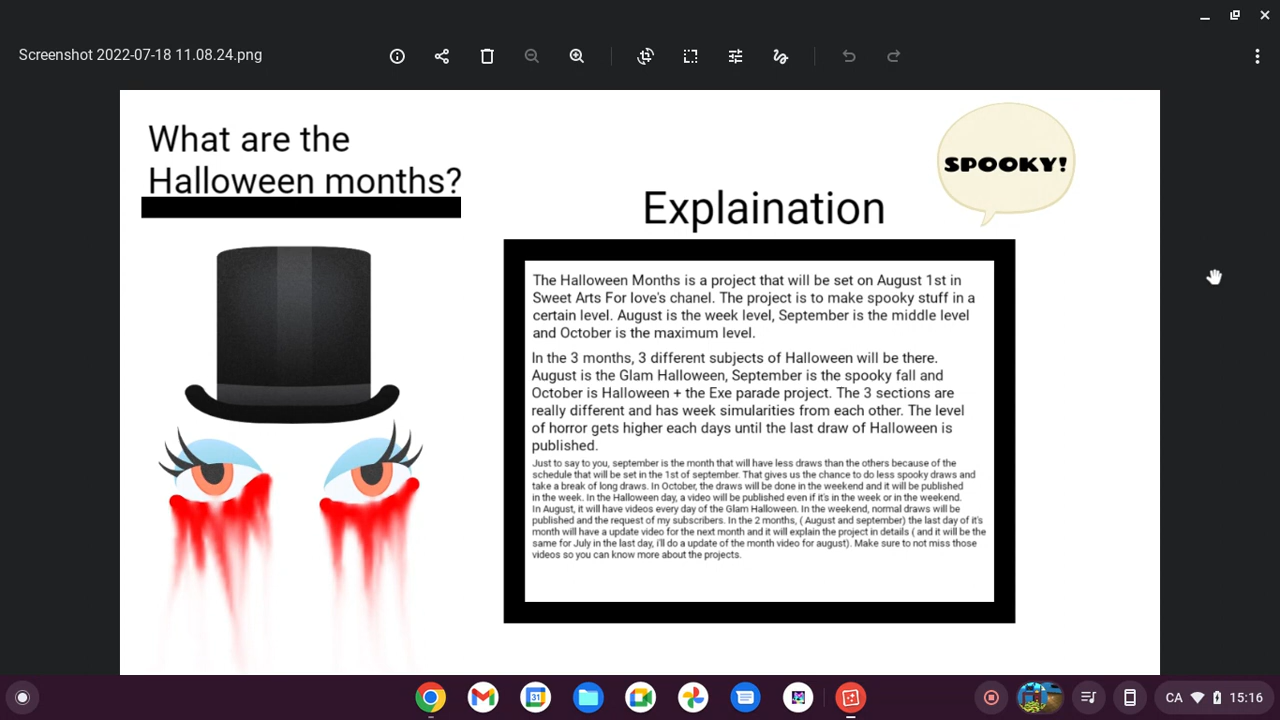 Screenshot 2022-07-18 11.08.24.png
What are the
Halloween months?
SPOOKY!
Explaination
The Halloween Months is a project that will be set on August 1st in
Sweet Arts For love's chanel. The project is to make spooky stuff in a
certain level. August is the week level, September is the middle level
and October is the maximum level.
In the 3 months, 3 different subjects of Halloween will be there.
August is the Glam Halloween, September is the spooky fall and
October is Halloween + the Exe parade project. The 3 sections are
really different and has week simularities from each other. The level
of horror gets higher each days until the last draw of Halloween is
published.
Just to say to you, september is the month that will have less draws than the others because of the
schedule that will be set in the 1st of september. That gives us the chance to do less spooky draws and
take a break of long draws. In October, the draws will be done in the weekend and it will be published
in the week. In the Halloween day, a video will be published even if it's in the week or in the weekend.
In August, it will have videos every day of the Glam Halloween. In the weekend, normal draws will be
published and the request of my subscribers. In the 2 months, ( August and september) the last day of it's
month will have a update video for the next month and it will explain the project in details ( and it will be the
same for July in the last day, i'll do a update of the month video for august). Make sure to not miss those
videos so you can know more about the projects.
31
CA 15:16